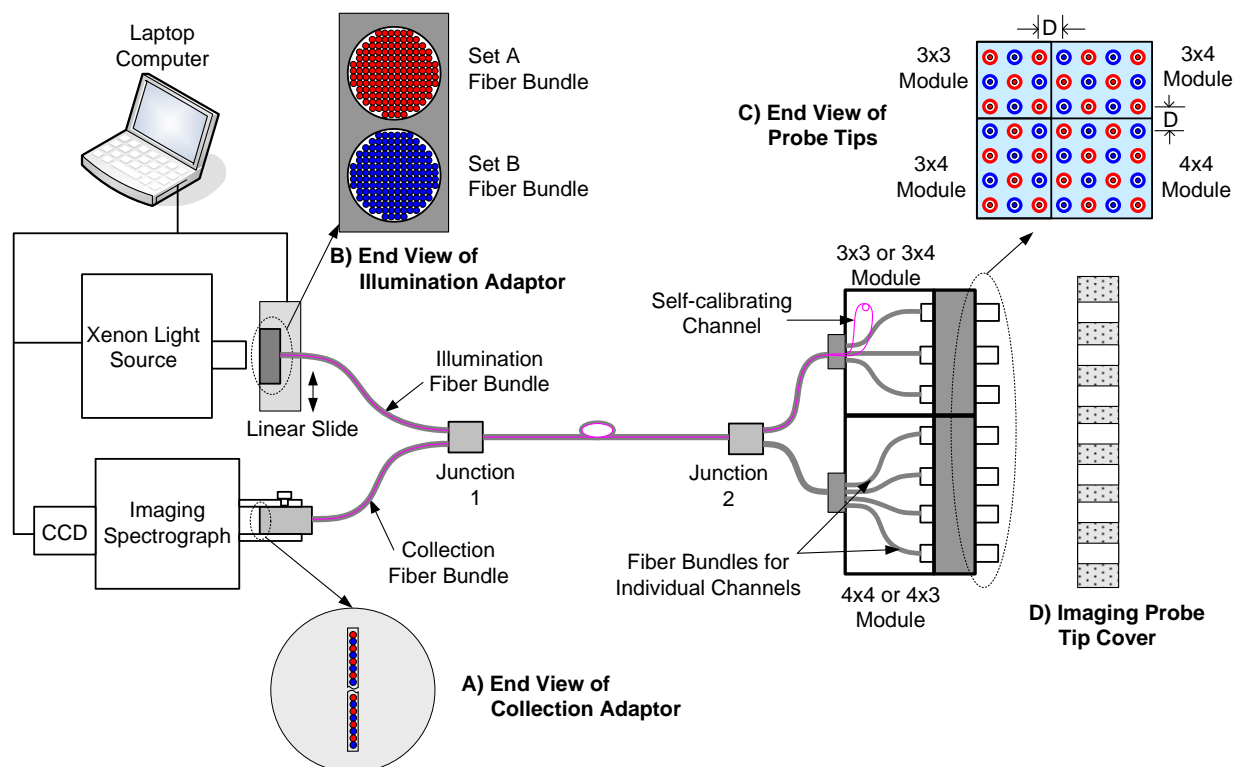 Laptop
Computer
Set A
Fiber Bundle
Set B
Fiber Bundle
B) End View of
Illumination Adaptor
D
3x3
Module
3x4
Module
C) End View of
Probe Tips
D
3x4
Module
4x4
Module
3x3 or 3x4
Module
Self-calibrating
Channel
Xenon Light
Source
Illumination
Fiber Bundle
Linear Slide
Junction
1
Junction
2
CCD
Imaging
Spectrograph
Collection
Fiber Bundle
Fiber Bundles for
Individual Channels
4x4 or 4x3
Module
D) Imaging Probe
Tip Cover
A) End View of
Collection Adaptor